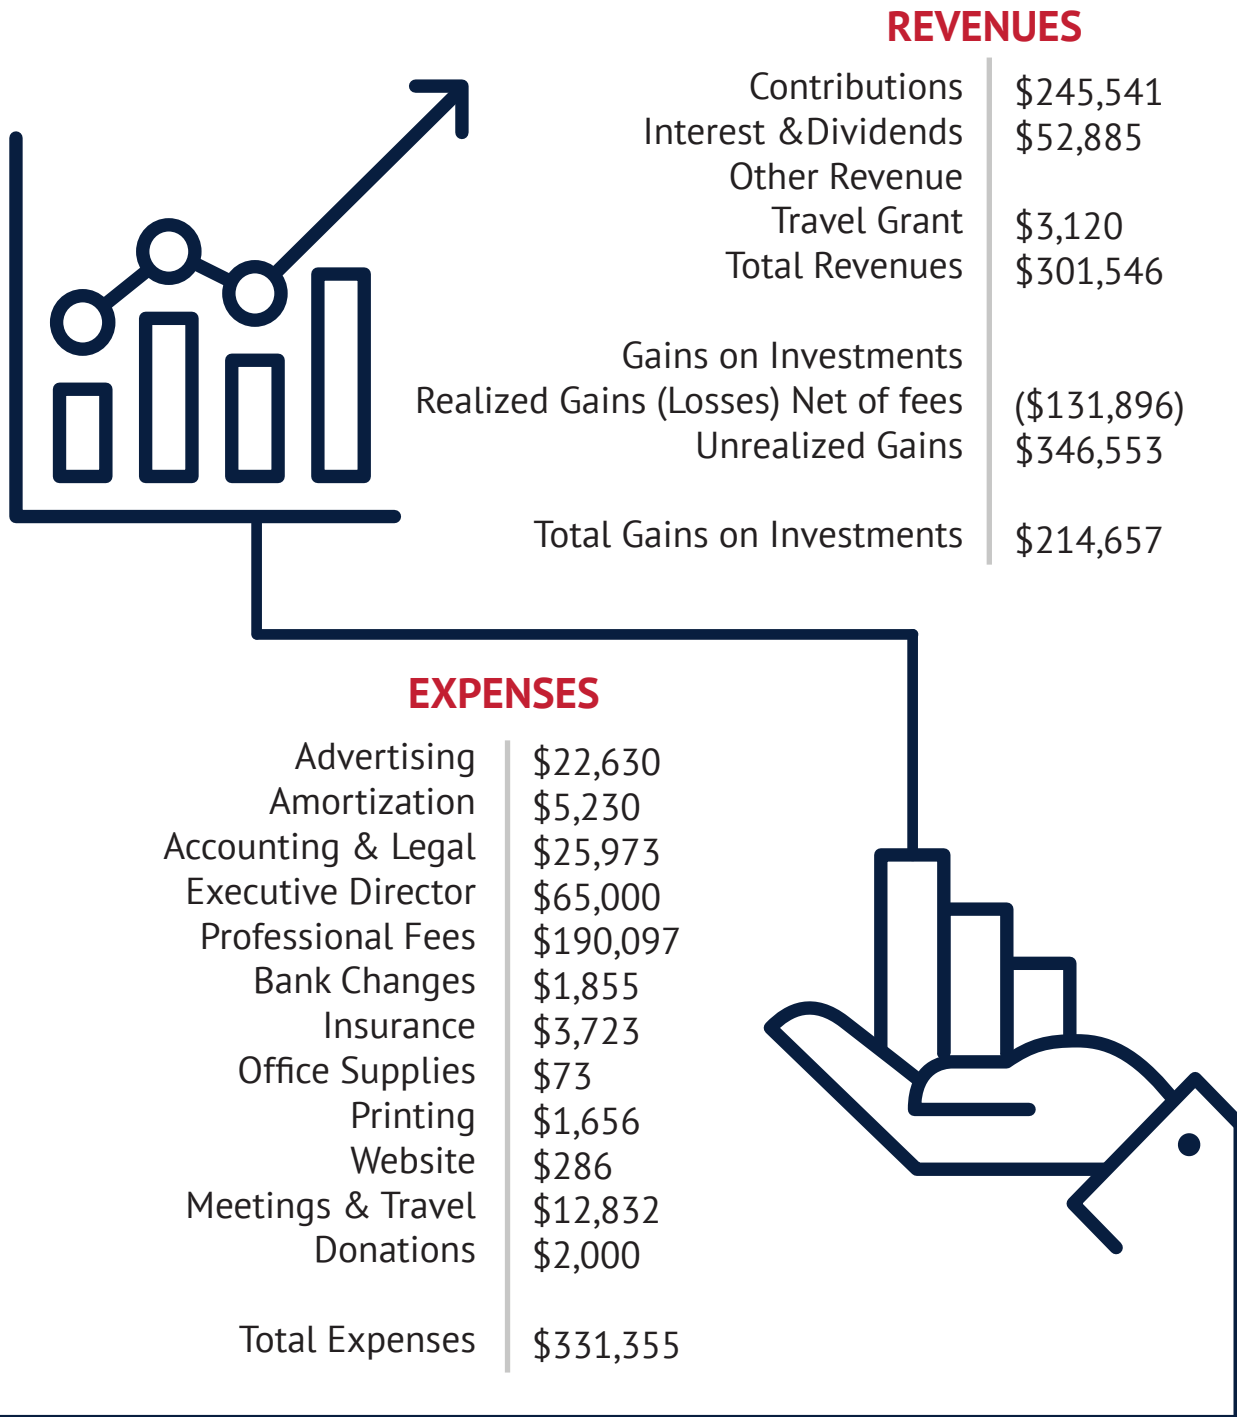 REVENUES
Contributions $245,541
Interest &Dividends $52,885
Other Revenue
Travel Grant $3,120
Total Revenues $301,546
Gains on Investments
Realized Gains (Losses) Net of fees ($131,896)
Unrealized Gains $346,553
Total Gains on Investments $214,657
EXPENSES
Advertising $22,630
Amortization $5,230
Accounting & Legal $25,973
Executive Director $65,000
Professional Fees $190,097
Bank Changes $1,855
Insurance $3,723
Office Supplies $73
Printing $1,656
Website $286
Meetings & Travel $12,832
Donations $2,000
Total Expenses $331,355